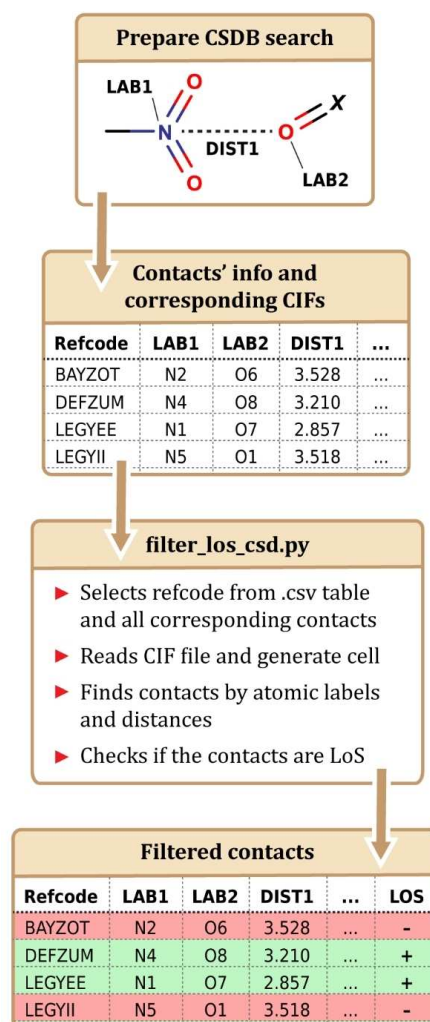 Prepare CSDB search
LAB1
O
X
N
O
DIST1
O
LAB2
Contacts' info and
corresponding CIFs
Refcode LAB1 LAB2 DIST1 ...
BAYZOT N2 O6 3.528 ...
DEFZUM N4 O8 3.210 ...
LEGYEE N1 O7 2.857 ...
LEGYII N5 O1 3.518 ...
filter_los_csd.py
Selects refcode from .csv table
and all corresponding contacts
Reads CIF file and generate cell
Finds contacts by atomic labels
and distances
Checks if the contacts are LoS
Filtered contacts
Refcode LAB1 LAB2 DIST1 ... LOS
BAYZOT N2 O6 3.528 ... –
DEFZUM N4 O8 3.210 ... +
LEGYEE N1 O7 2.857 ... +
LEGYII N5 O1 3.518 ... –